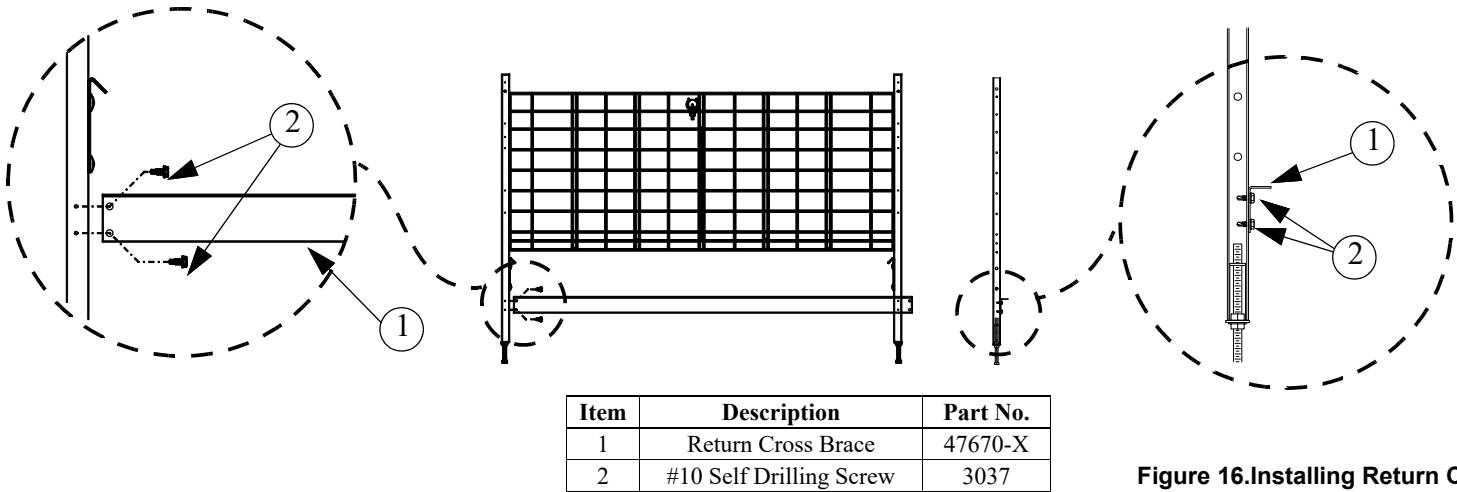 2
1
1
2
Item Description Part No.
1 Return Cross Brace 47670-X
2 #10 Self Drilling Screw 3037
Figure 16.Installing Return C